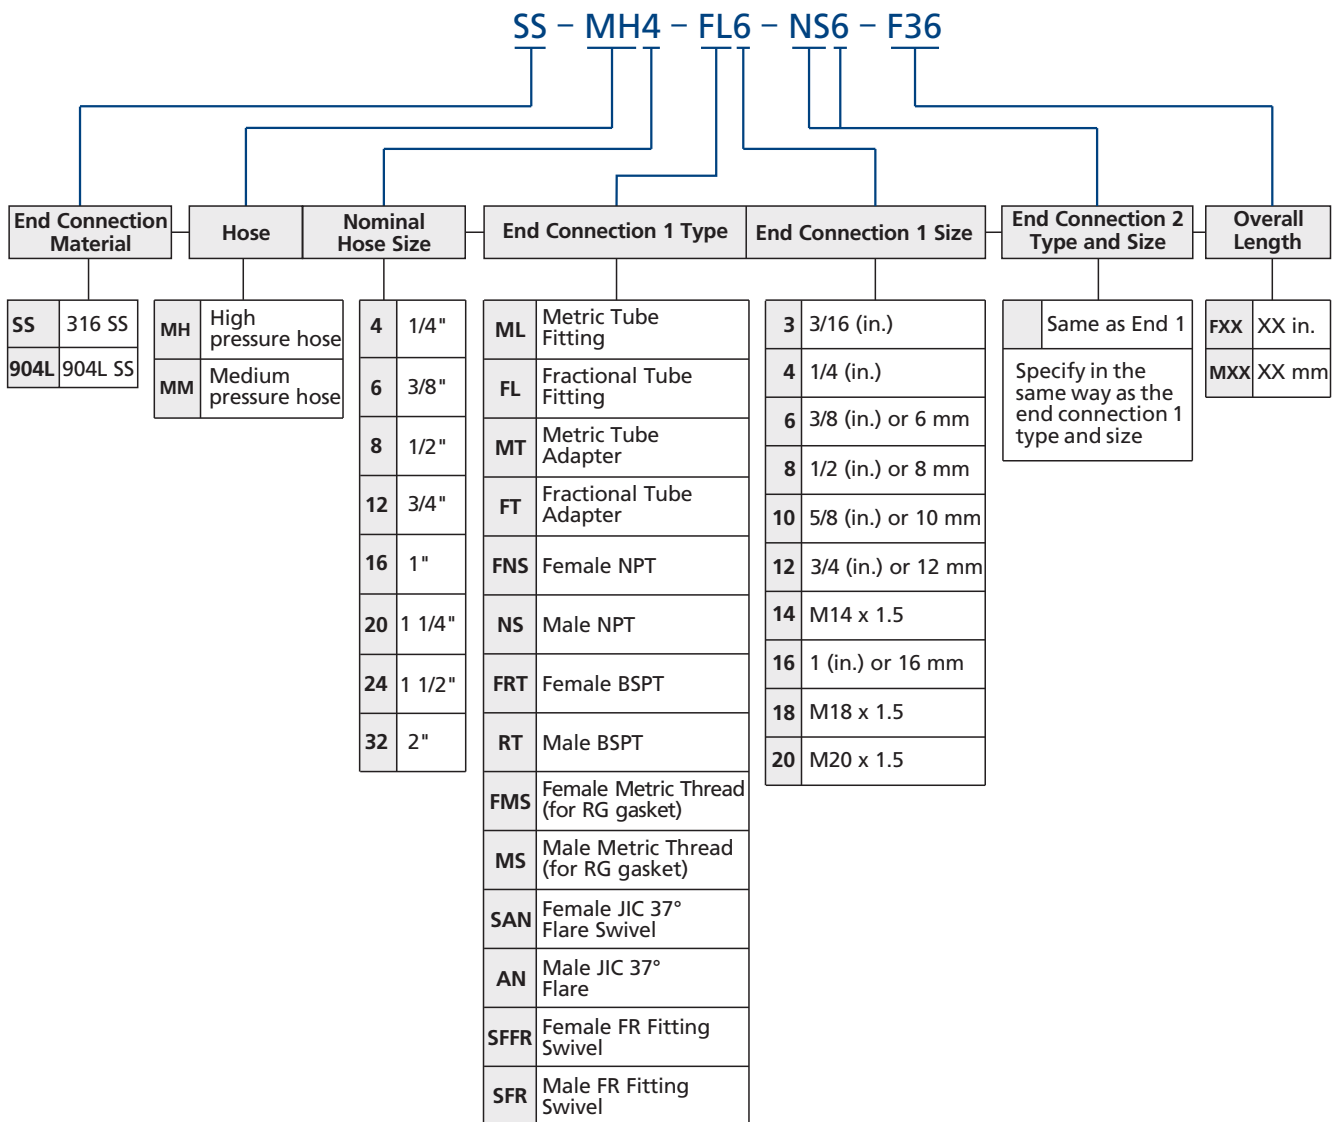 SS – MH4 – FL6 – NS6 – F36
End Connection
Material
Hose
Nominal
Hose Size
End Connection 1 Type
End Connection 1 Size
End Connection 2
Type and Size
Overall
Length
SS 316 SS
904L 904L SS
MH High
pressure hose
MM Medium
pressure hose
4 1/4"
6 3/8"
8 1/2"
12 3/4"
16 1"
20 1 1/4"
24 1 1/2"
32 2"
ML Metric Tube
Fitting
FL Fractional Tube
Fitting
MT Metric Tube
Adapter
FT Fractional Tube
Adapter
FNS Female NPT
NS Male NPT
FRT Female BSPT
RT Male BSPT
FMS Female Metric Thread
(for RG gasket)
MS Male Metric Thread
(for RG gasket)
SAN Female JIC 37°
Flare Swivel
AN Male JIC 37°
Flare
SFFR Female FR Fitting
Swivel
SFR Male FR Fitting
Swivel
3 3/16 (in.)
4 1/4 (in.)
6 3/8 (in.) or 6 mm
8 1/2 (in.) or 8 mm
10 5/8 (in.) or 10 mm
12 3/4 (in.) or 12 mm
14 M14 x 1.5
16 1 (in.) or 16 mm
18 M18 x 1.5
20 M20 x 1.5
Same as End 1
Specify in the
same way as the
end connection 1
type and size
FXX XX in.
MXX XX mm